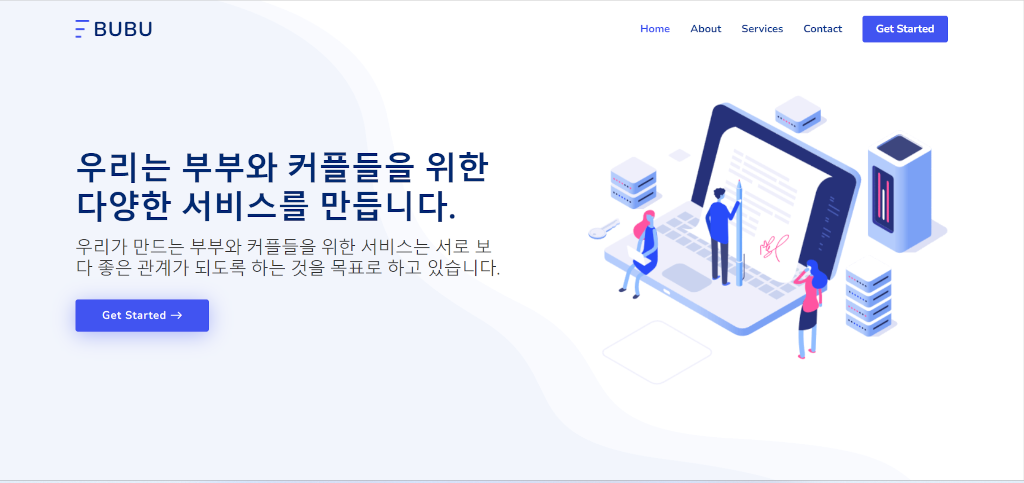 BUBU
Home About Services Contact Get Started
우리는 부부와 커플들을 위한
다양한 서비스를 만듭니다.
우리가 만드는 부부와 커플들을 위한 서비스는 서로 보
다 좋은 관계가 되도록 하는 것을 목표로 하고 있습니다.
Get Started →